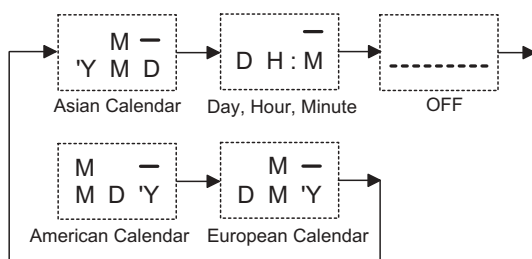 M —
'Y M D
Asian Calendar
—
D H : M
Day, Hour, Minute
---------
OFF
M —
M D 'Y
American Calendar
M —
D M 'Y
European Calendar